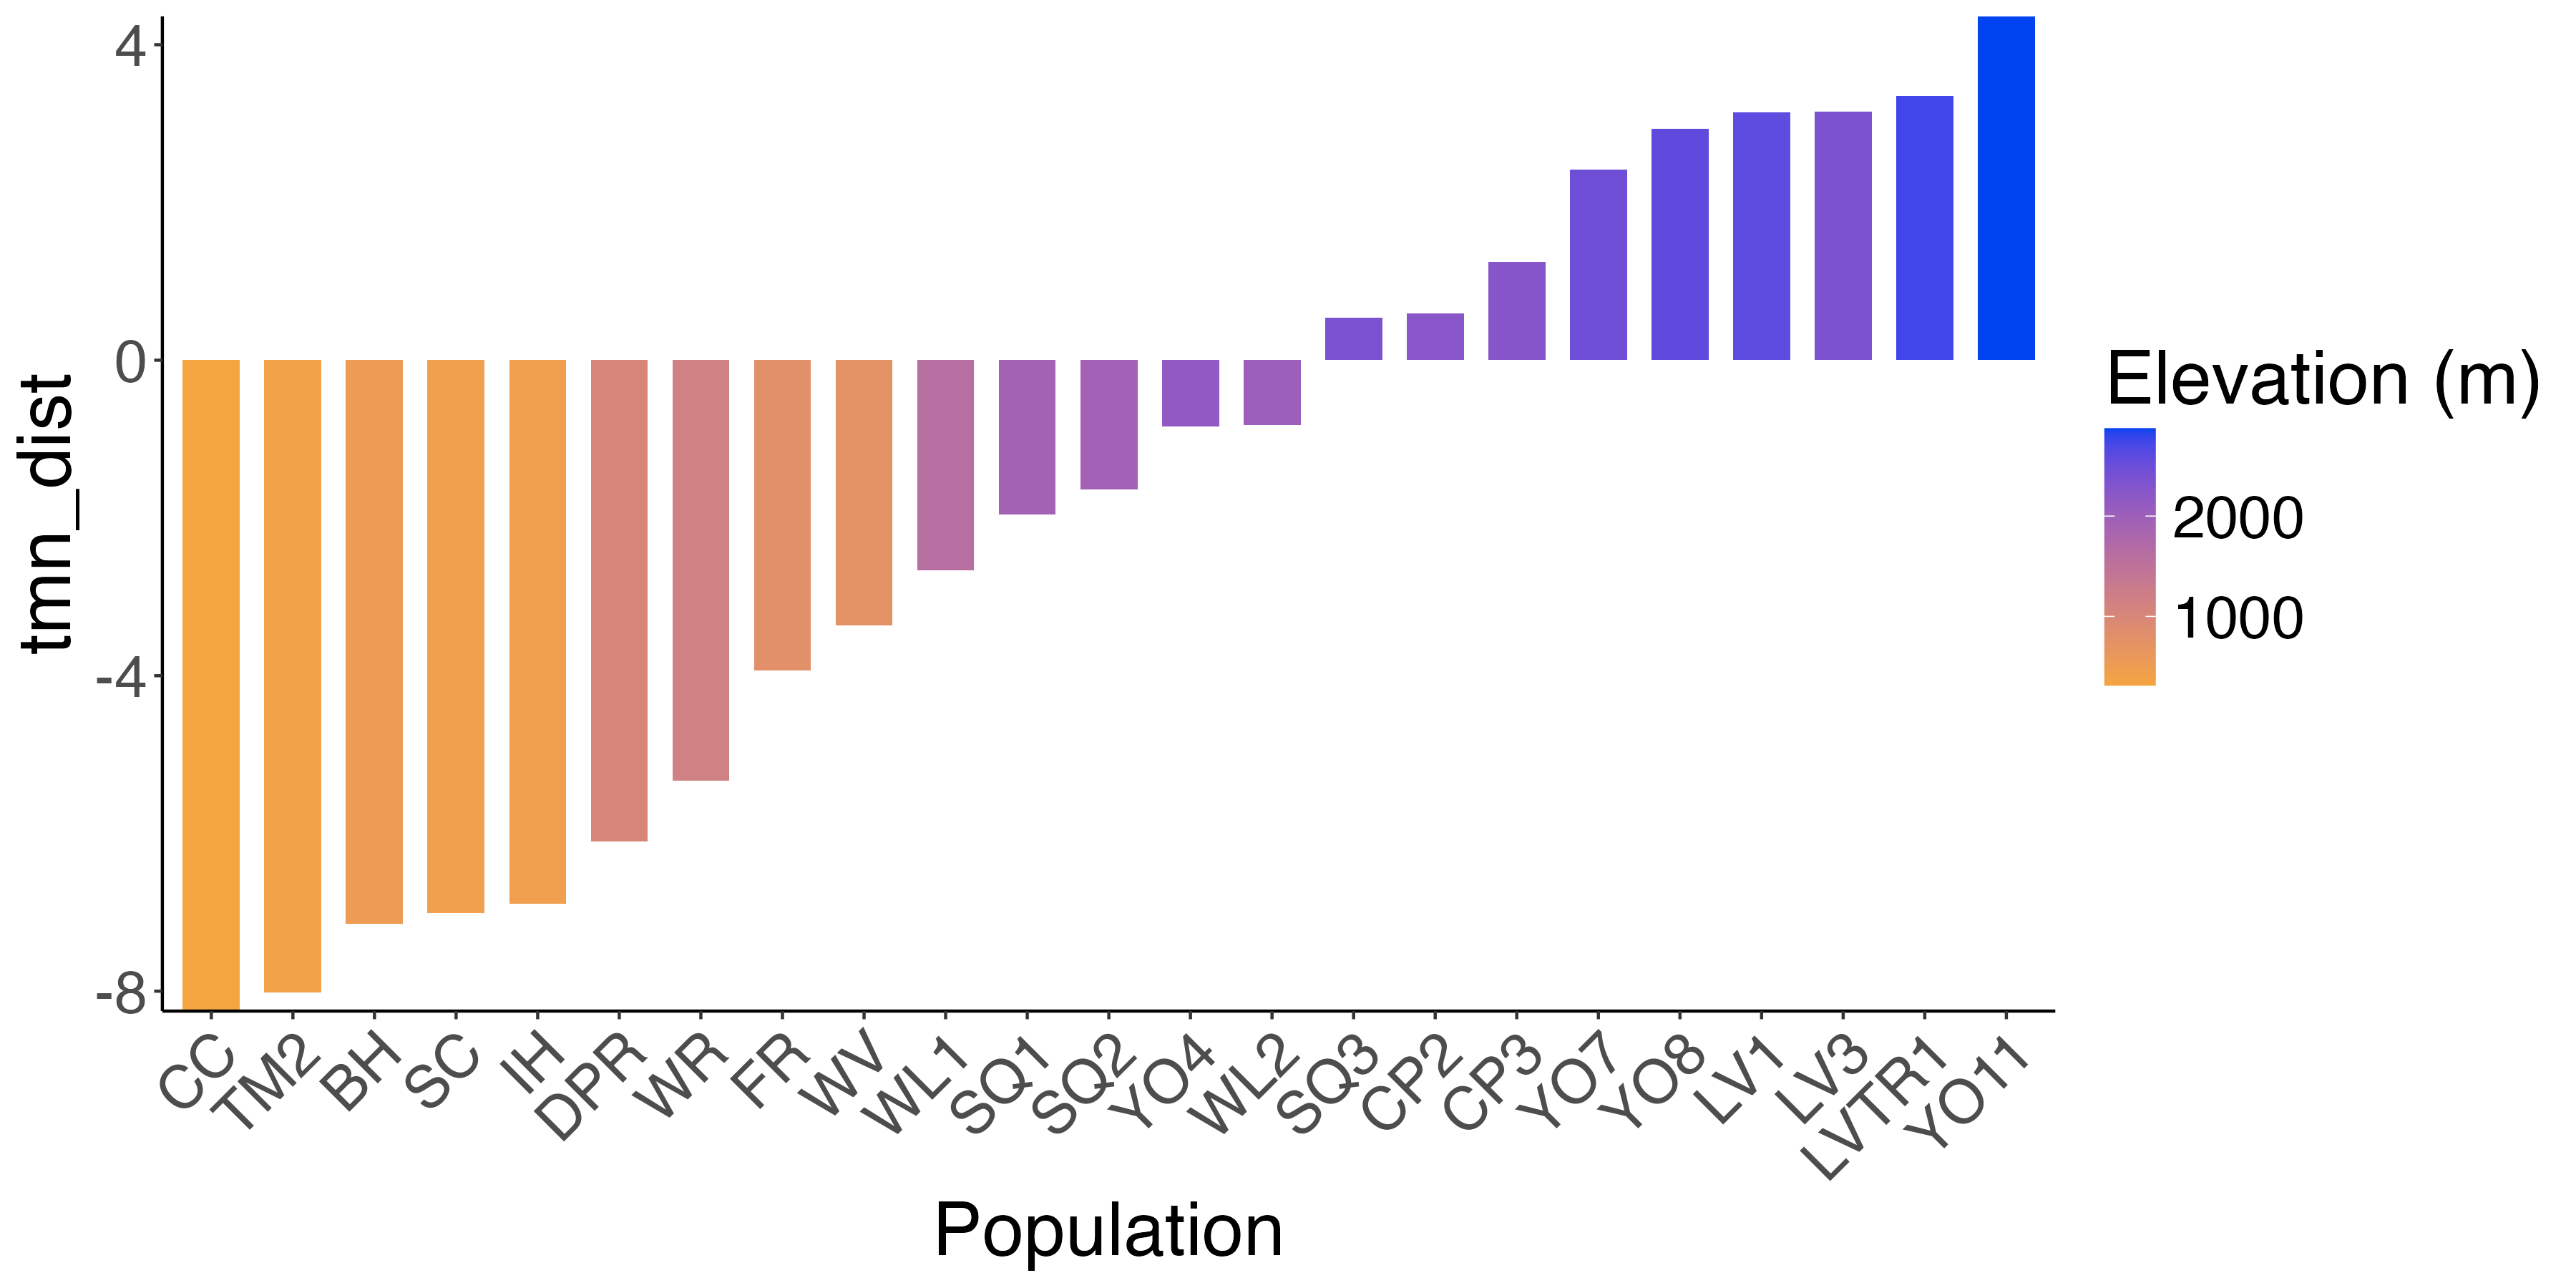 4
0
-4
-8
tmn_dist
CC
TM2
BH
SC
IH
DPR
WR
FR
WV
WL1
SQ1
SQ2
YO4
WL2
SQ3
CP2
CP3
YO7
YO8
LV1
LV3
LVTR1
YO11
Population
Elevation (m)
2000
1000